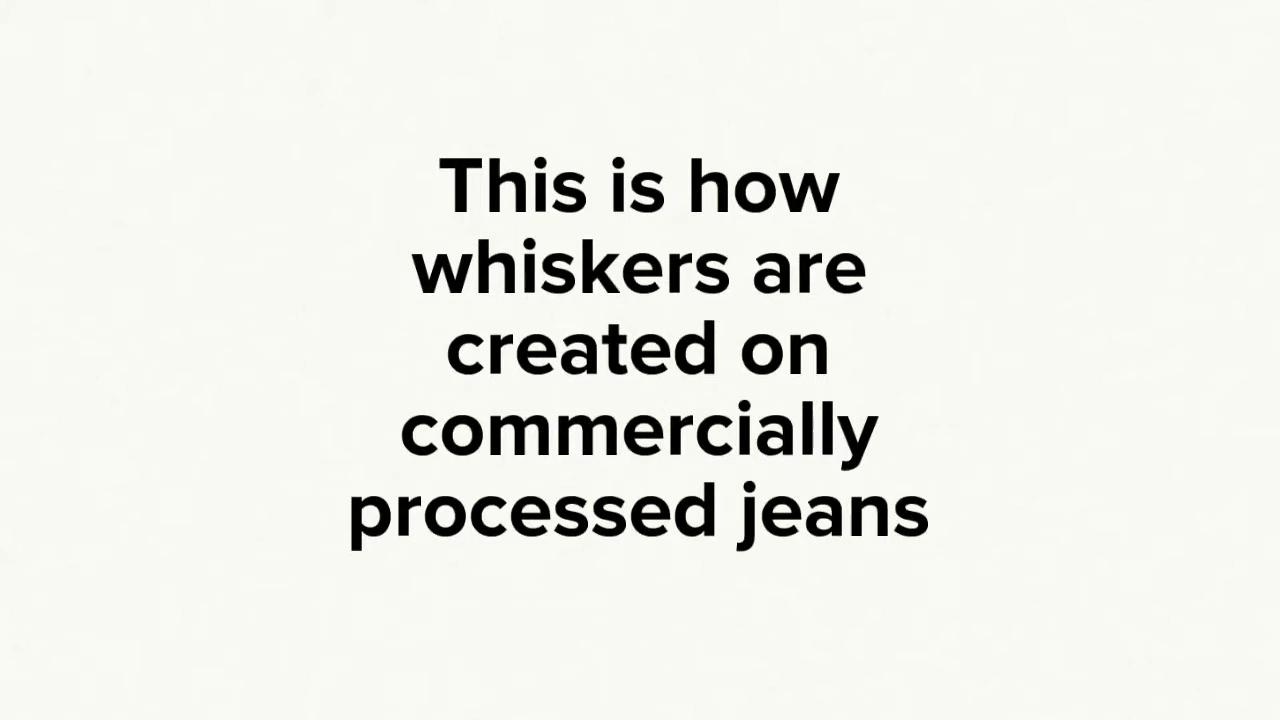 This is how
whiskers are
created on
commercially
processed jeans